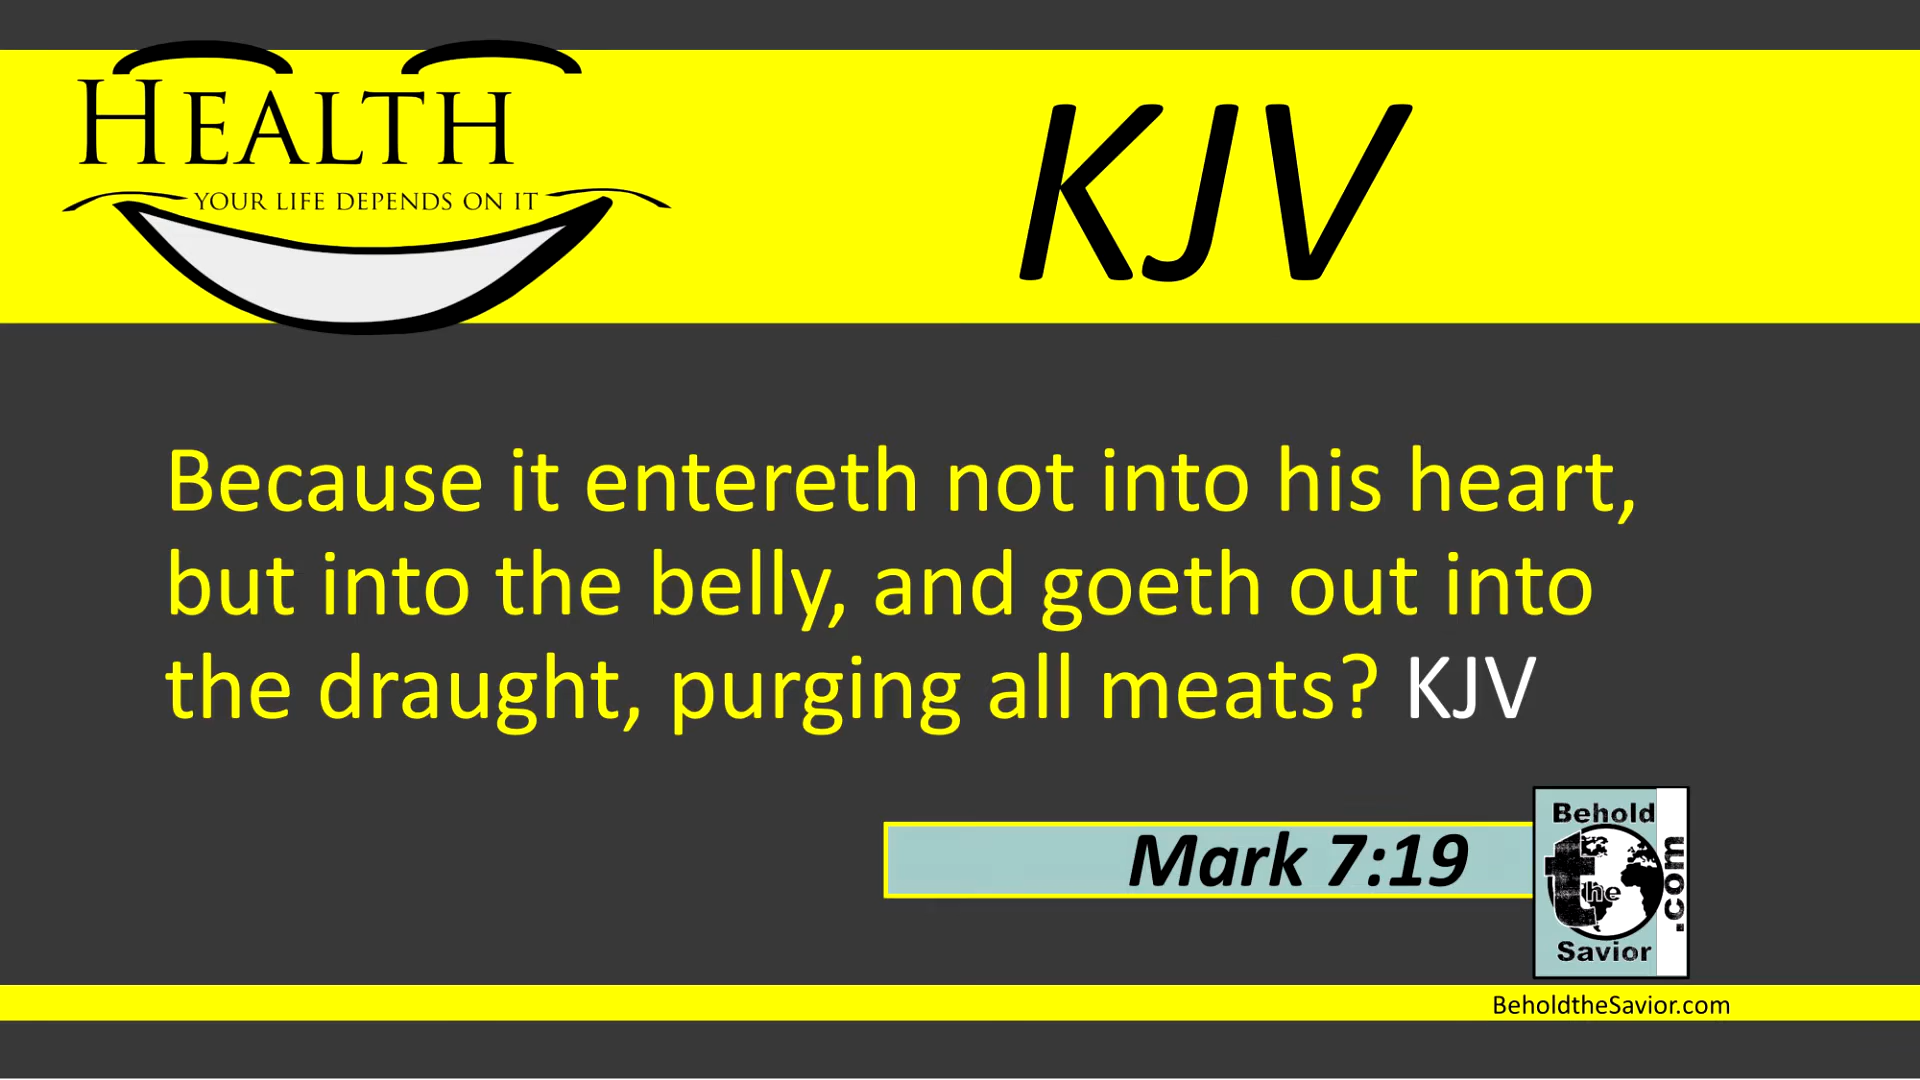 HEALTH
YOUR LIFE DEPENDS ON IT
KJV
Because it entereth not into his heart,
but into the belly, and goeth out into
the draught, purging all meats? KJV
Mark 7:19
Behold
the
Savior
.com
BeholdtheSavior.com